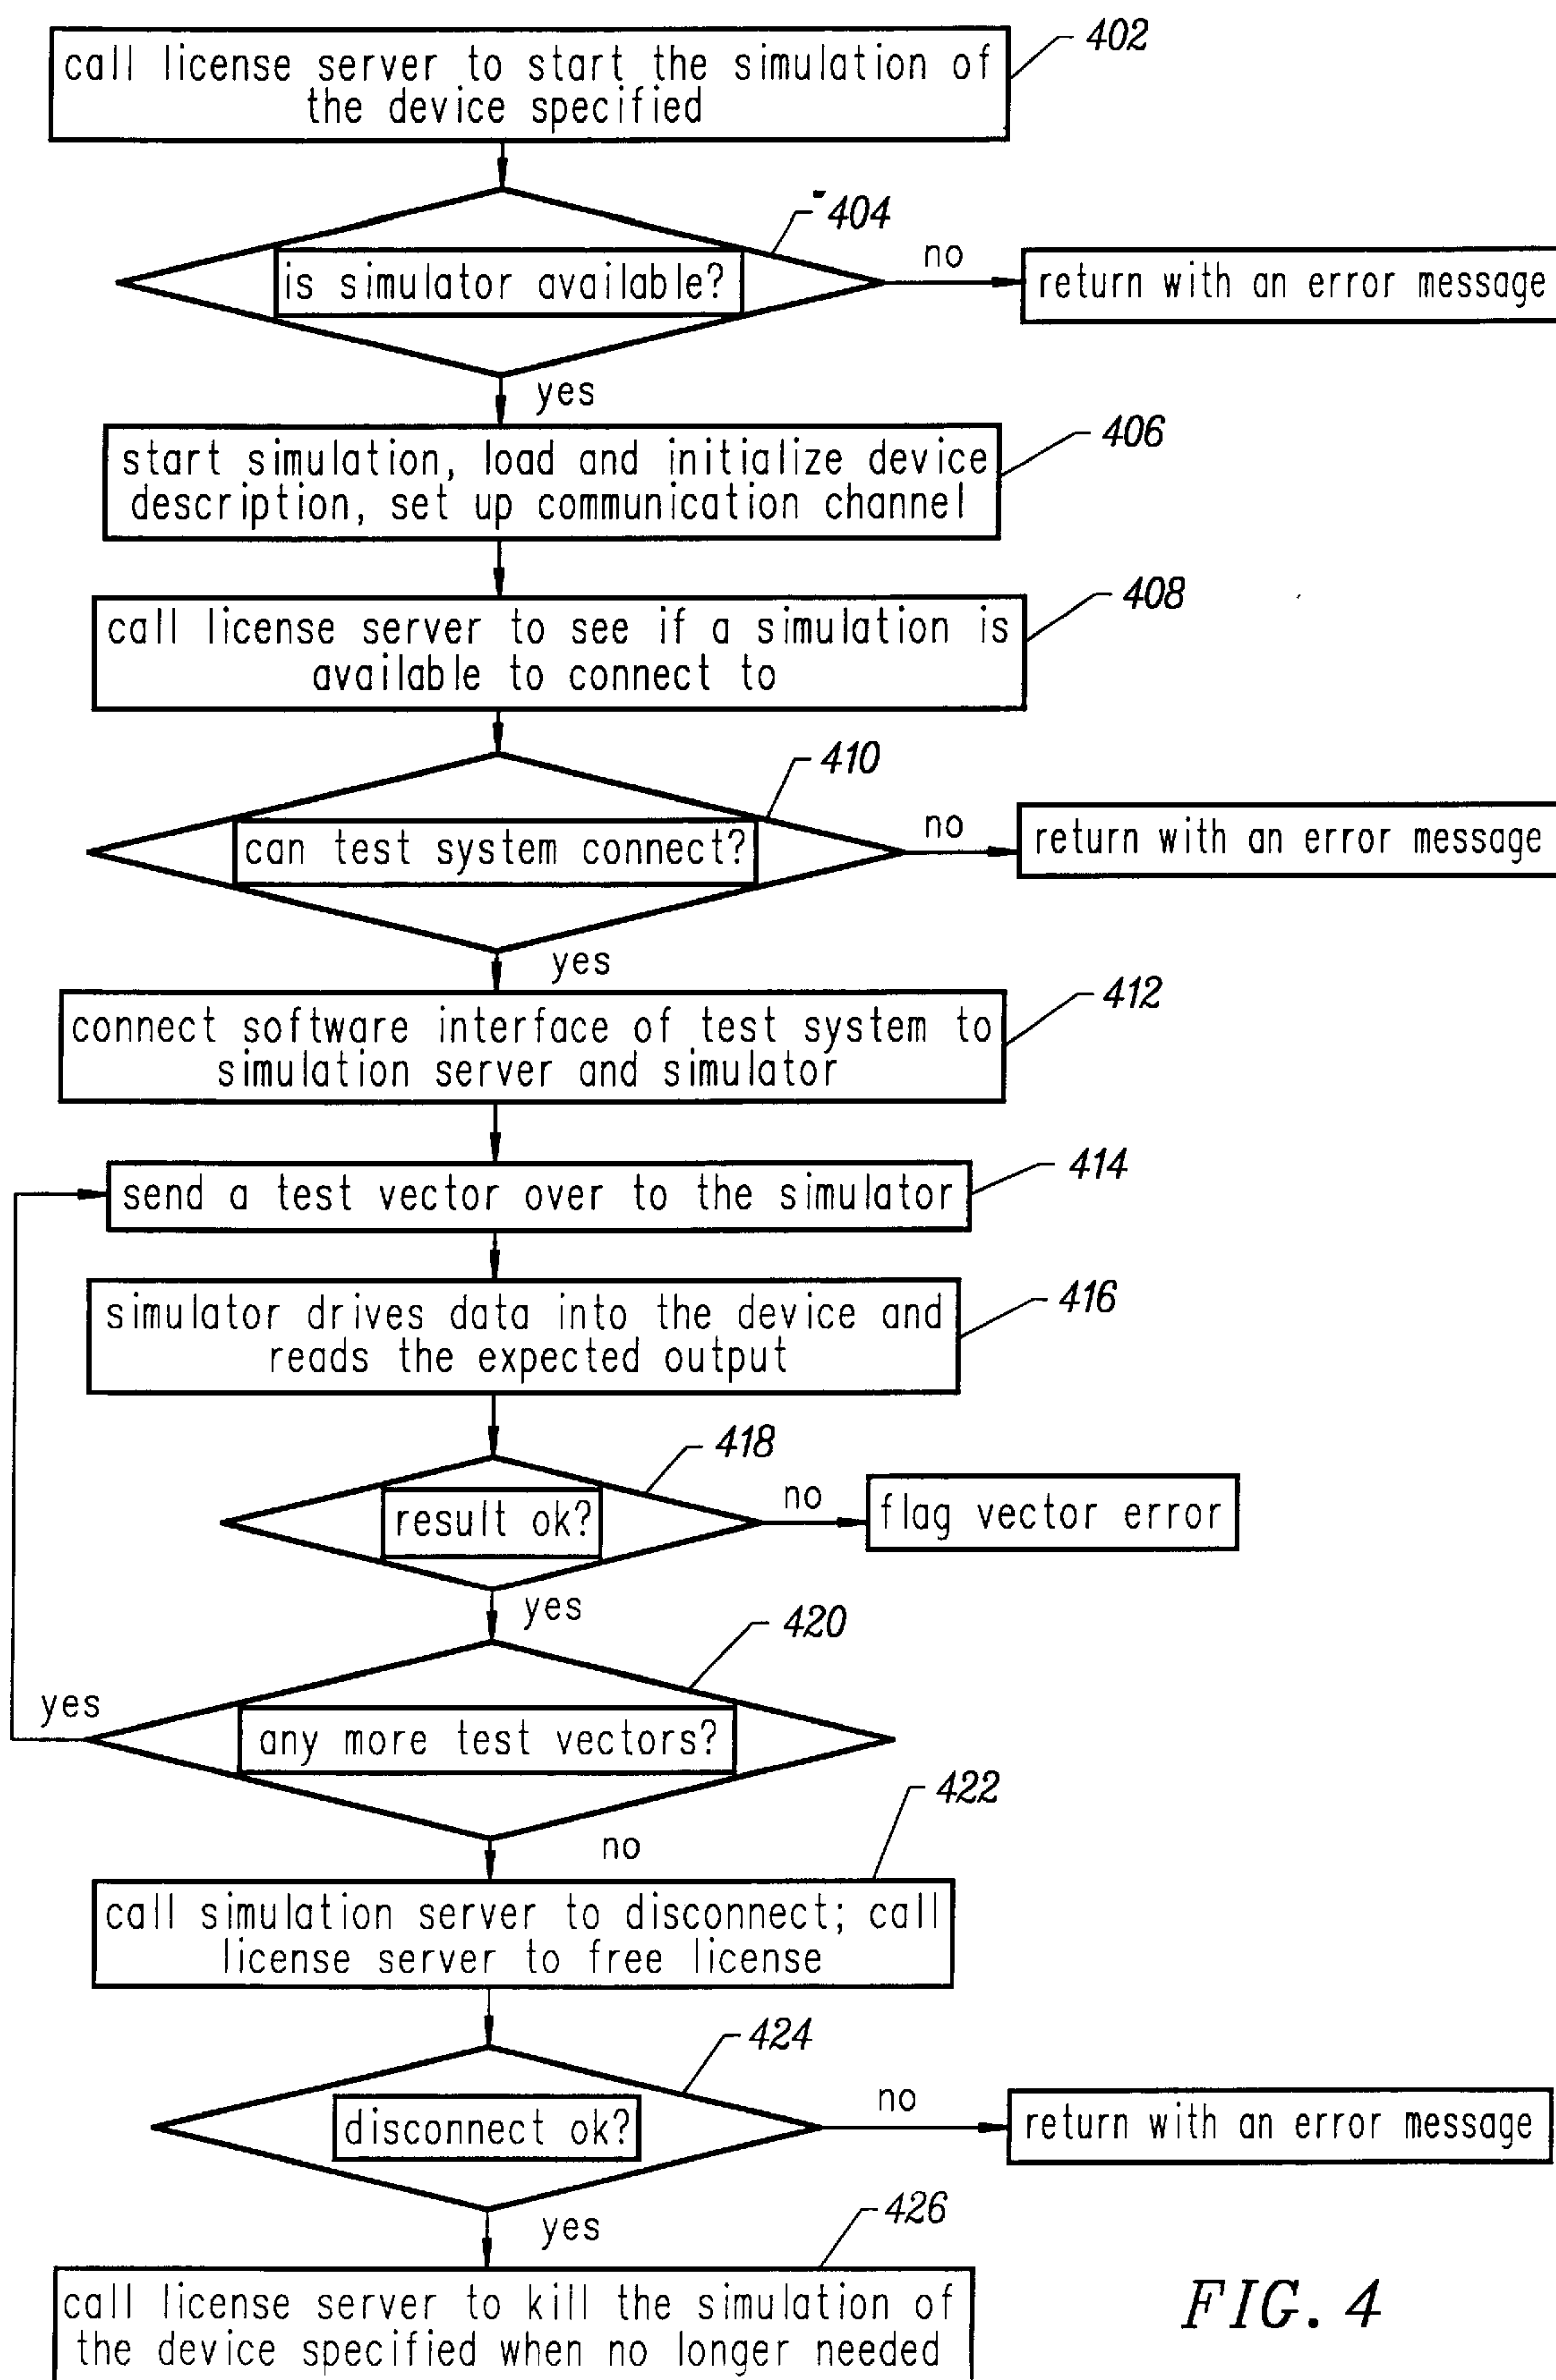 402
call license server to start the simulation of
the device specified
404
is simulator available?
no
return with an error message
yes
406
start simulation, load and initialize device
description, set up communication channel
408
call license server to see if a simulation is
available to connect to
410
can test system connect?
no
return with an error message
yes
412
connect software interface of test system to
simulation server and simulator
414
send a test vector over to the simulator
416
simulator drives data into the device and
reads the expected output
418
result ok?
no
flag vector error
yes
420
yes
any more test vectors?
422
no
call simulation server to disconnect; call
license server to free license
424
disconnect ok?
no
return with an error message
yes
426
call license server to kill the simulation of
the device specified when no longer needed
FIG. 4